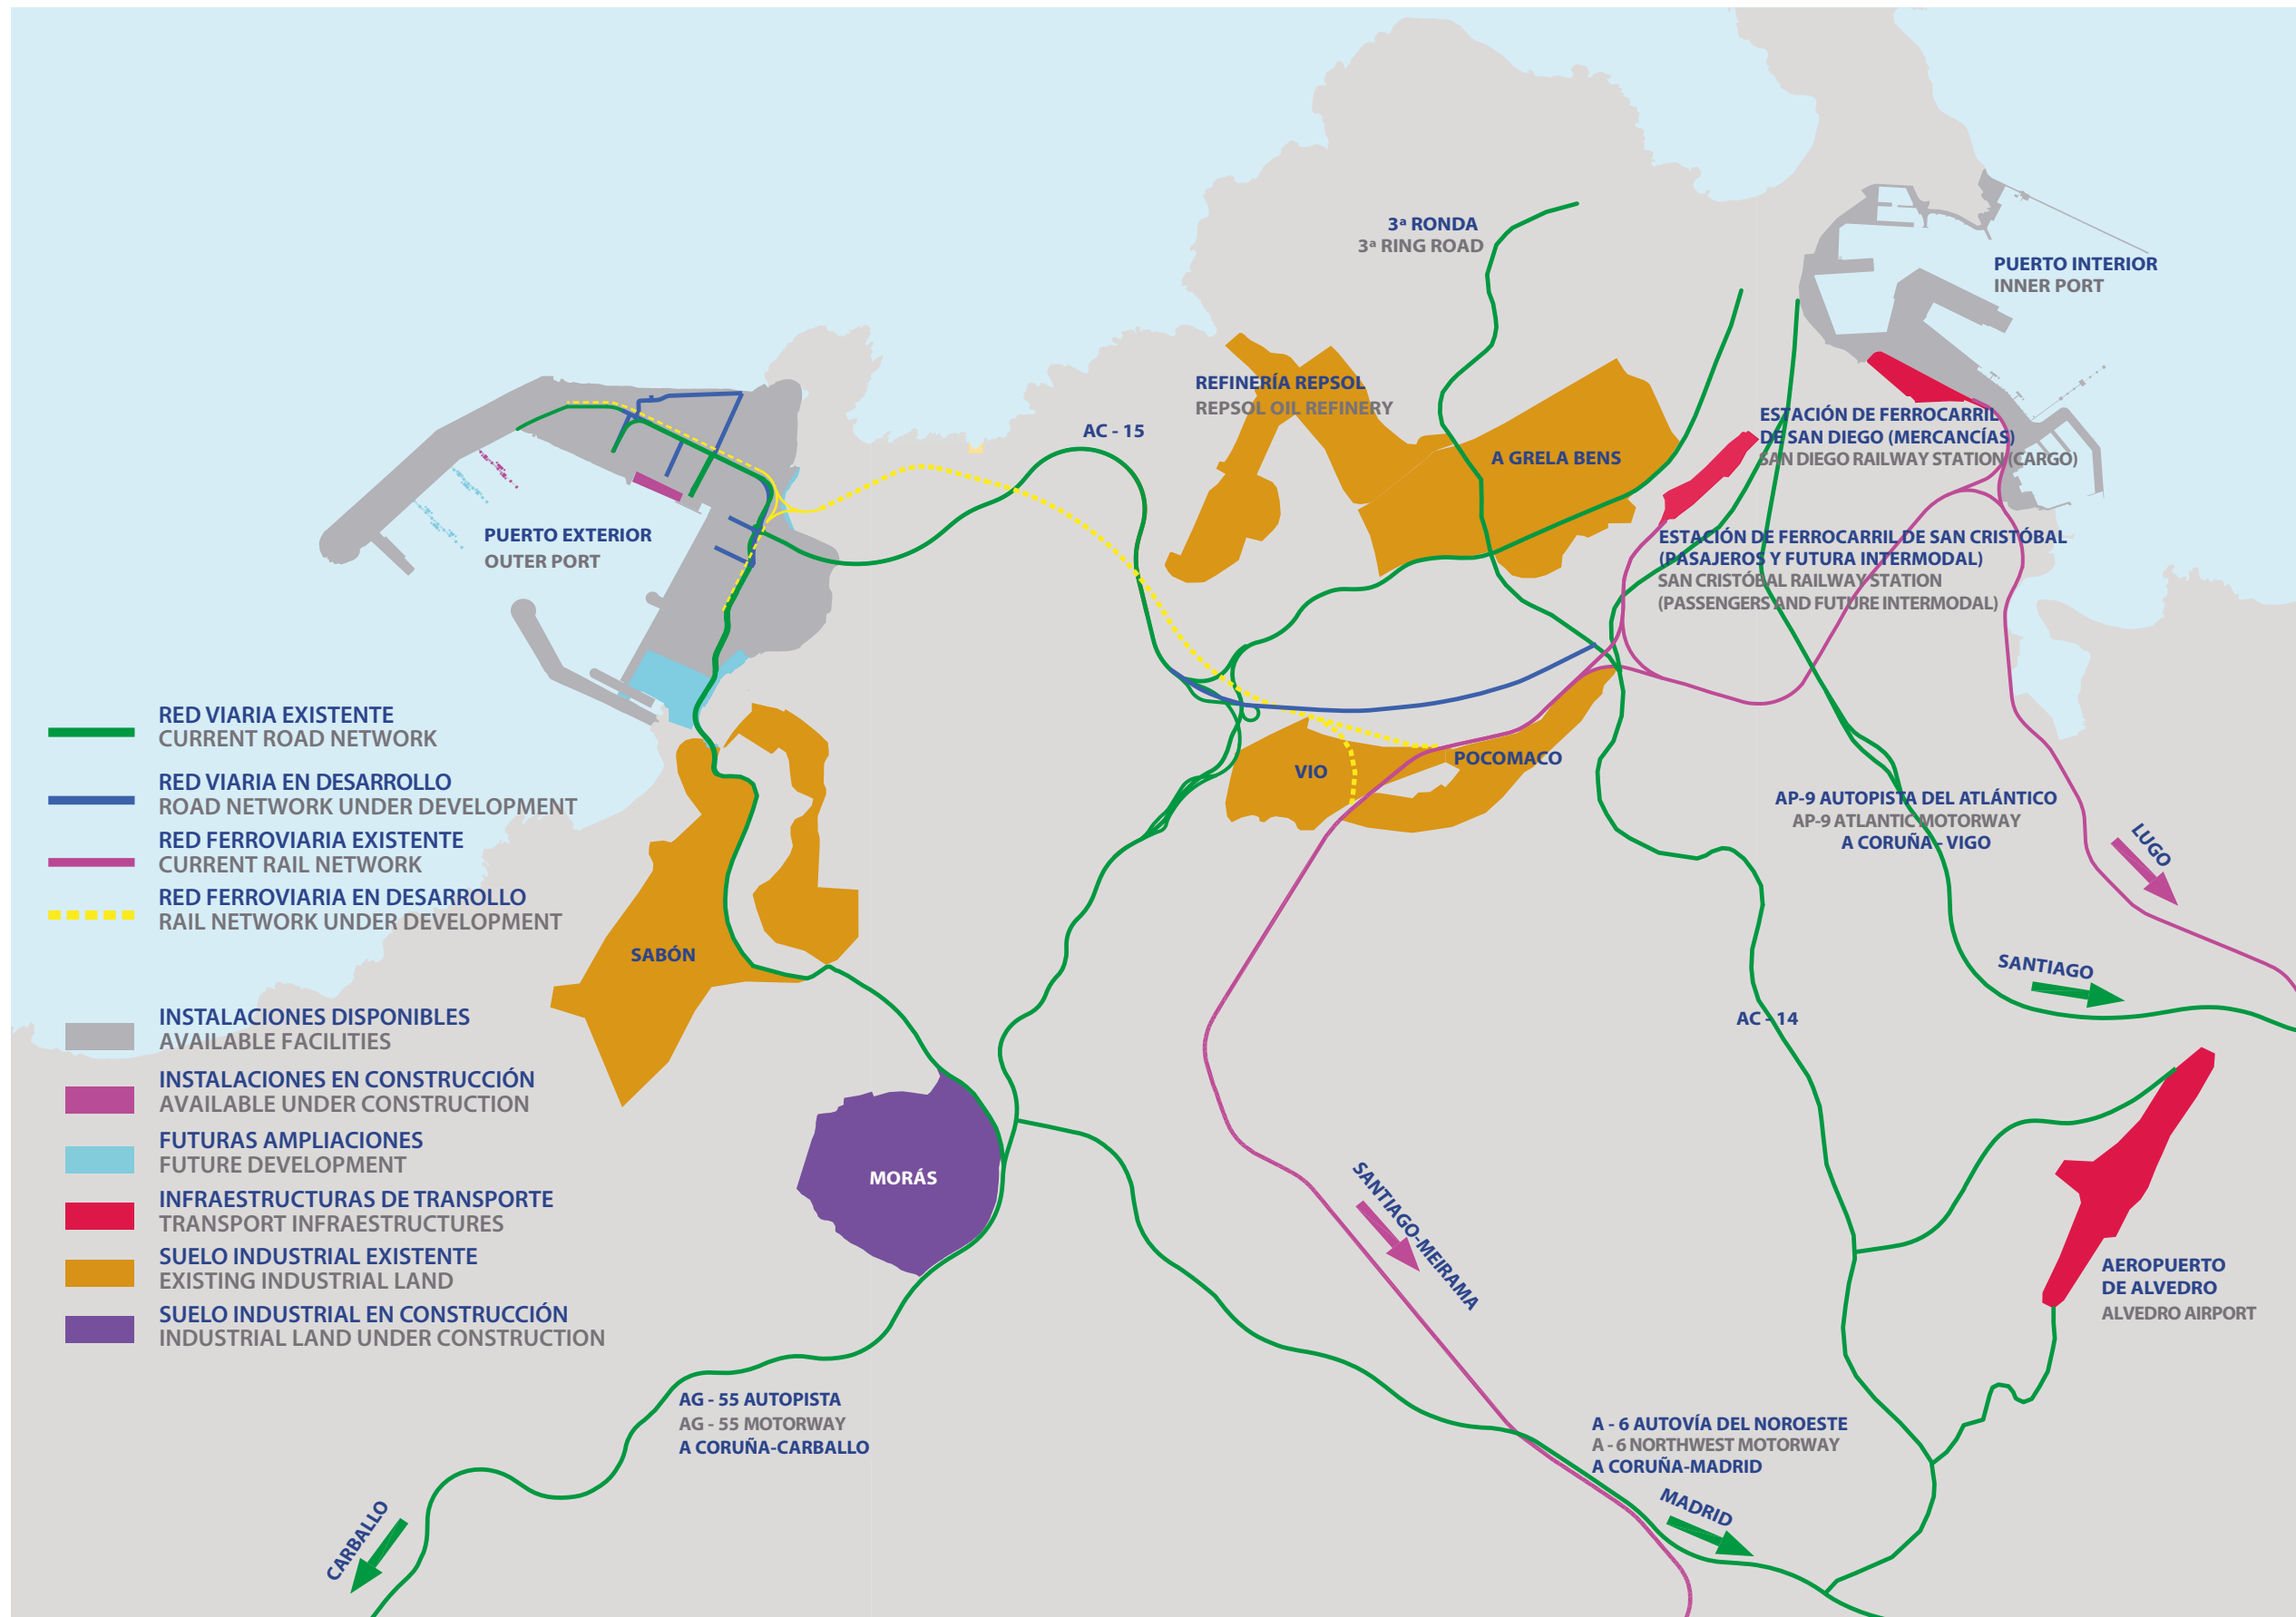 3ª RONDA
3ª RING ROAD
PUERTO INTERIOR
INNER PORT
REFINERÍA REPSOL
REPSOL OIL REFINERY
AC - 15
A GRELA BENS
ESTACIÓN DE FERROCARRIL
DE SAN DIEGO (MERCANCÍAS)
SAN DIEGO RAILWAY STATION (CARGO)
PUERTO EXTERIOR
OUTER PORT
ESTACIÓN DE FERROCARRIL DE SAN CRISTÓBAL
(PASAJEROS Y FUTURA INTERMODAL)
SAN CRISTÓBAL RAILWAY STATION
(PASSENGERS AND FUTURE INTERMODAL)
RED VIARIA EXISTENTE
CURRENT ROAD NETWORK
RED VIARIA EN DESARROLLO
ROAD NETWORK UNDER DEVELOPMENT
RED FERROVIARIA EXISTENTE
CURRENT RAIL NETWORK
RED FERROVIARIA EN DESARROLLO
RAIL NETWORK UNDER DEVELOPMENT
VIO
POCOMACO
AP-9 AUTOPISTA DEL ATLÁNTICO
AP-9 ATLANTIC MOTORWAY
A CORUÑA - VIGO
LUGO
SABÓN
SANTIAGO
AC - 14
INSTALACIONES DISPONIBLES
AVAILABLE FACILITIES
INSTALACIONES EN CONSTRUCCIÓN
AVAILABLE UNDER CONSTRUCTION
FUTURAS AMPLIACIONES
FUTURE DEVELOPMENT
INFRAESTRUCTURAS DE TRANSPORTE
TRANSPORT INFRAESTRUCTURES
SUELO INDUSTRIAL EXISTENTE
EXISTING INDUSTRIAL LAND
SUELO INDUSTRIAL EN CONSTRUCCIÓN
INDUSTRIAL LAND UNDER CONSTRUCTION
MORÁS
SANTIAGO-MEIRAMA
AEROPUERTO
DE ALVEDRO
ALVEDRO AIRPORT
AG - 55 AUTOPISTA
AG - 55 MOTORWAY
A CORUÑA-CARBALLO
A - 6 AUTOVÍA DEL NOROESTE
A - 6 NORTHWEST MOTORWAY
A CORUÑA-MADRID
MADRID
CARBALLO